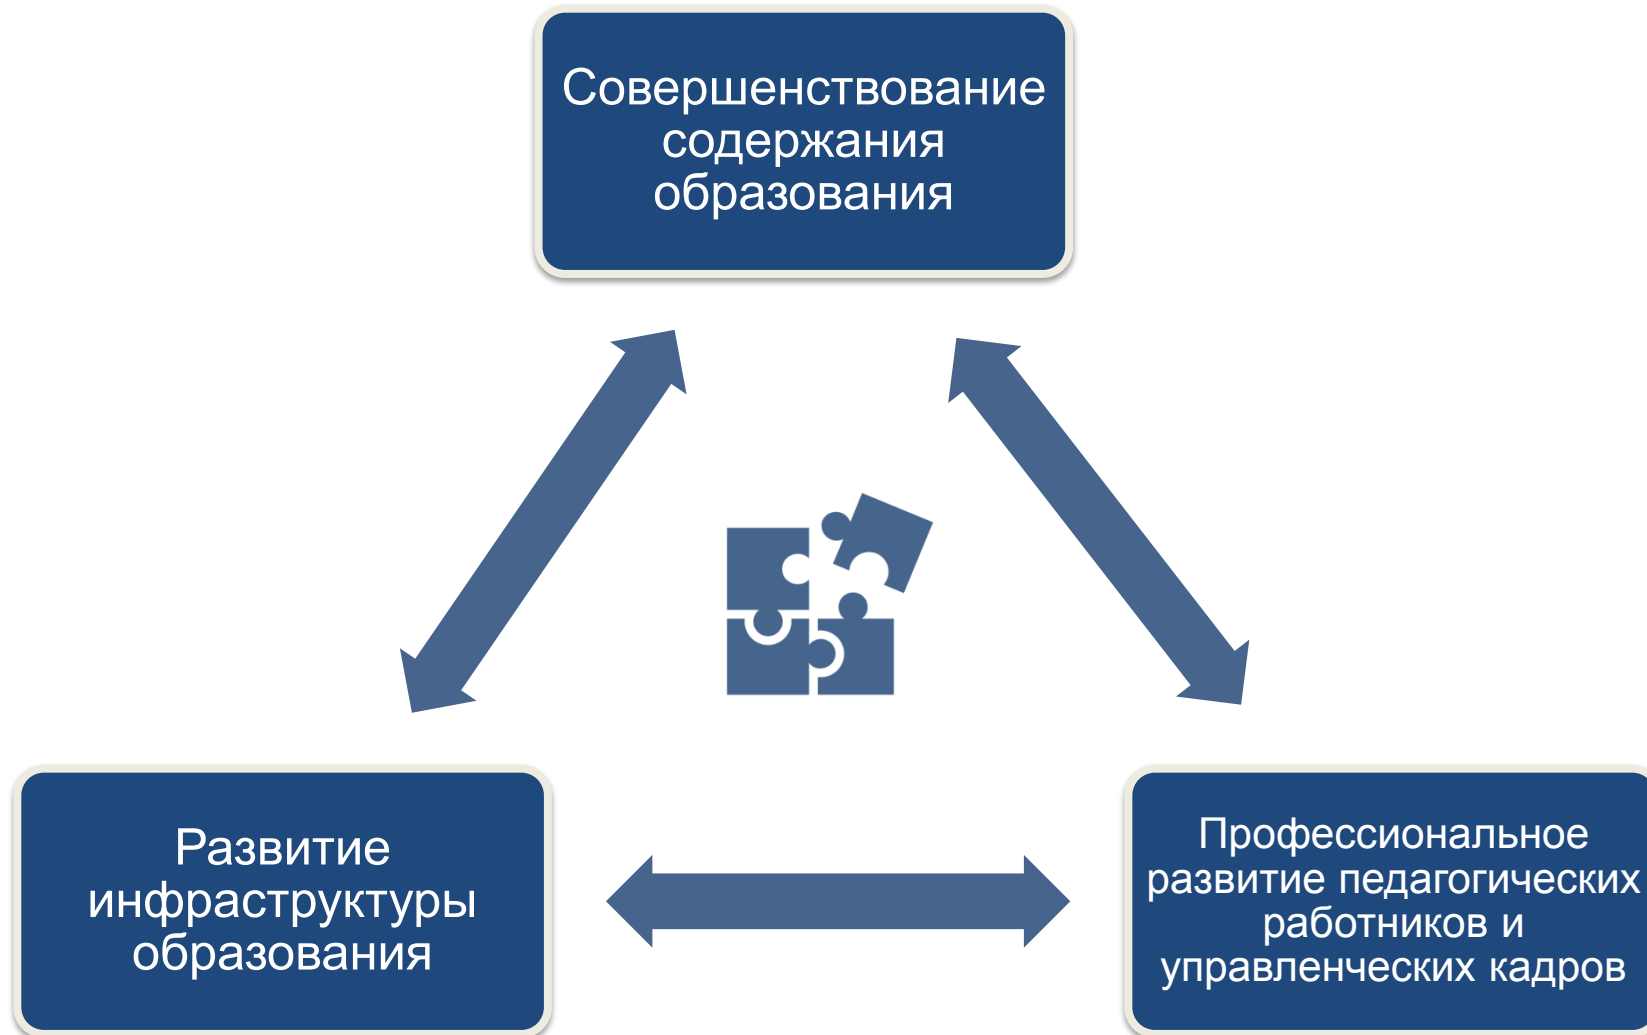 Совершенствование
содержания
образования
Развитие
инфраструктуры
образования
Профессиональное
развитие педагогических
работников и
управленческих кадров